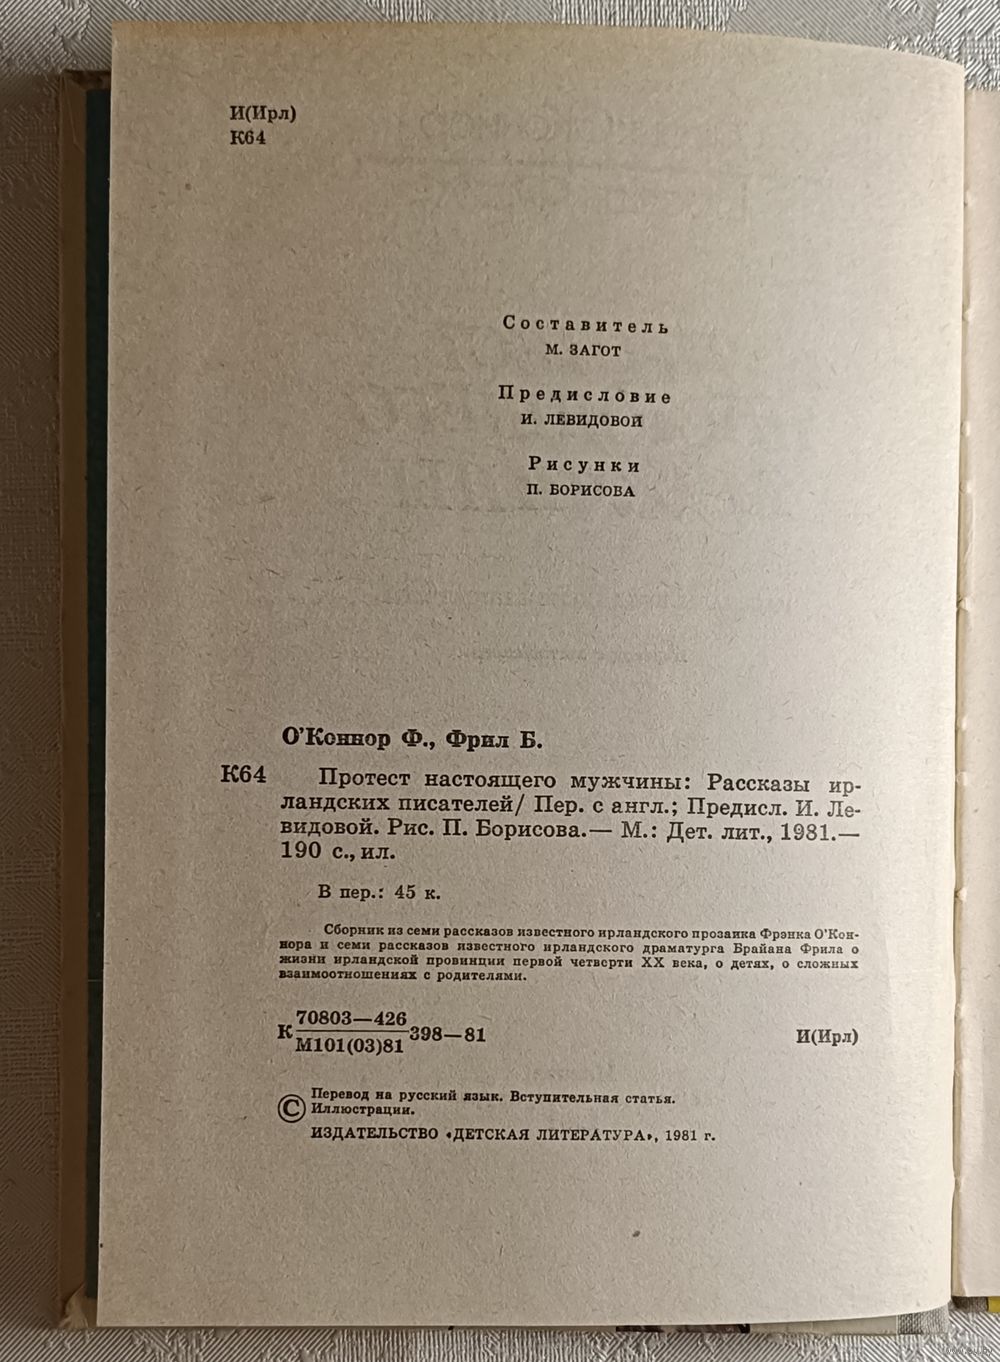 И(Ирл)
К64
Составитель
М. ЗАГОТ
Предисловие
И. ЛЕВИДОВОЙ
Рисунки
П. БОРИСОВА
О’Коннор Ф., Фрил Б.
К64 Протест настоящего мужчины: Рассказы ир-
ландских писателей/ Пер. с англ.; Предисл. И. Ле-
видовой. Рис. П. Борисова.— М.: Дет. лит., 1981.—
190 с., ил.
В пер.: 45 к.
Сборник из семи рассказов известного ирландского прозаика Фрэнка О’Кон-
нора и семи рассказов известного ирландского драматурга Брайана Фрила о
жизни ирландской провинции первой четверти XX века, о детях, о сложных
взаимоотношениях с родителями.
70803—426
К 398—81
М101(03)81
И(Ирл)
© Перевод на русский язык. Вступительная статья.
Иллюстрации.
ИЗДАТЕЛЬСТВО «ДЕТСКАЯ ЛИТЕРАТУРА», 1981 г.